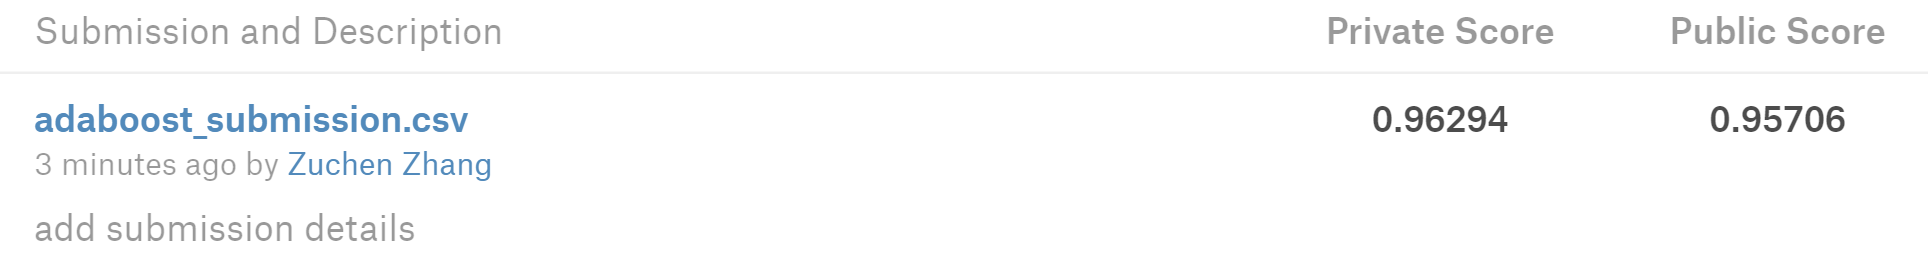 Submission and Description Private Score Public Score
adaboost_submission.csv 0.96294 0.95706
3 minutes ago by Zuchen Zhang
add submission details